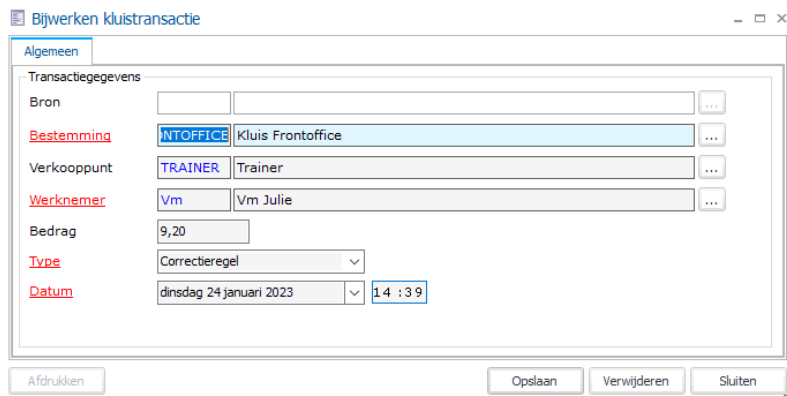 Bijwerken kluistransactie
Algemeen
Transactiegegevens
Bron ...
Bestemming ONTOFFICE Kluis Frontoffice ...
Verkooppunt TRAINER Trainer ...
Werknemer Vm Vm Julie ...
Bedrag 9,20
Type Correctieregel
Datum dinsdag 24 januari 2023 14 :39
Afdrukken Opslaan Verwijderen Sluiten